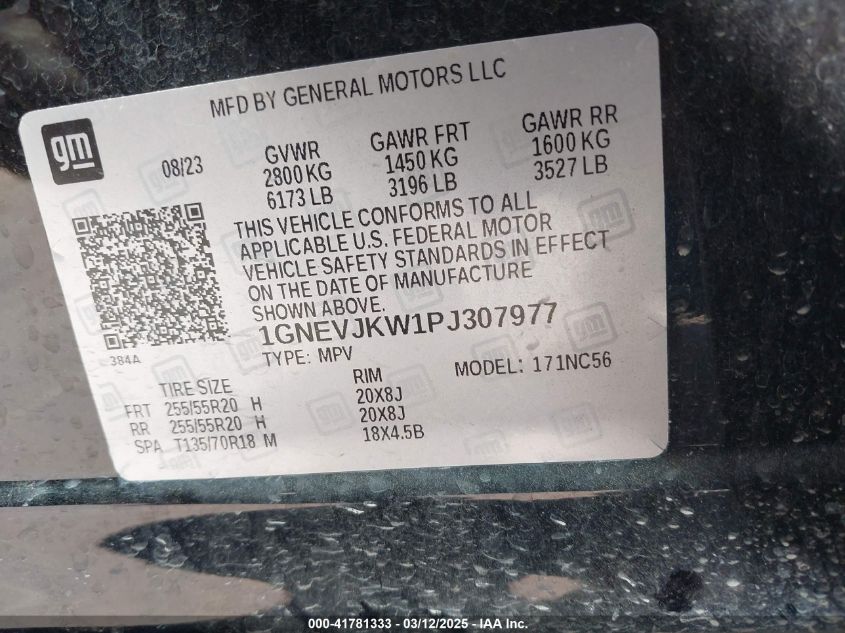 MFD BY GENERAL MOTORS LLC
gm
08/23
GVWR
2800 KG
6173 LB
GAWR FRT
1450 KG
3196 LB
GAWR RR
1600 KG
3527 LB
THIS VEHICLE CONFORMS TO ALL
APPLICABLE U.S. FEDERAL MOTOR
VEHICLE SAFETY STANDARDS IN EFFECT
ON THE DATE OF MANUFACTURE
SHOWN ABOVE.
1GNEVJKW1PJ307977
384A
TYPE: MPV
MODEL: 171NC56
TIRE SIZE RIM
FRT 255/55R20 H 20X8J
RR 255/55R20 H 20X8J
SPA T135/70R18 M 18X4.5B
000-41781333 - 03/12/2025 - IAA Inc.